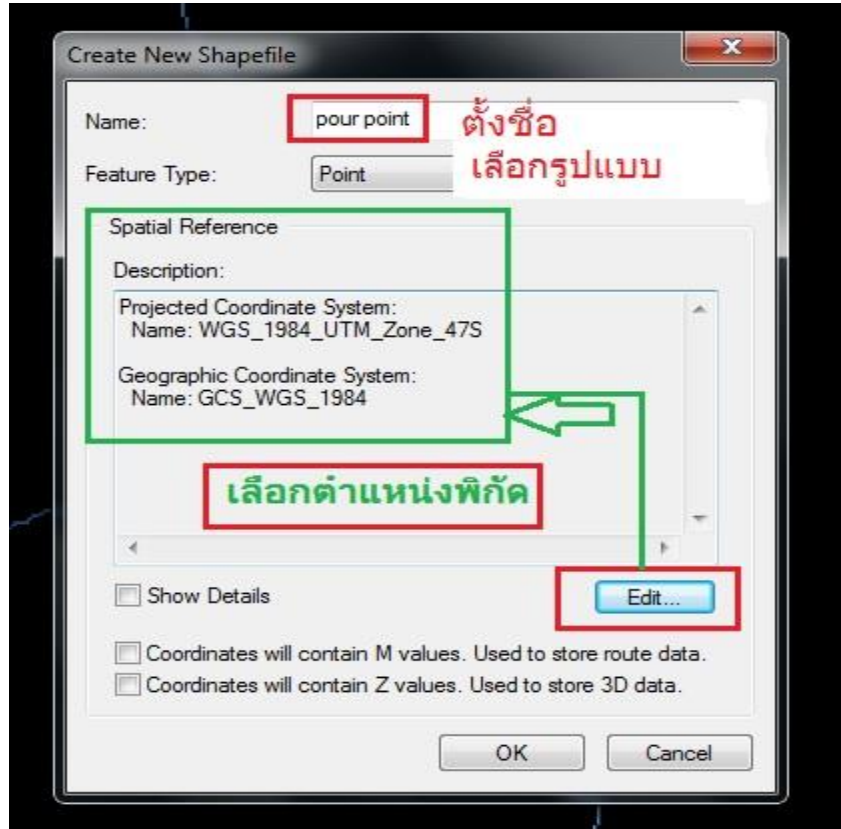 Create New Shapefile
Name:
pour point
ตั้งชื่อ
Feature Type:
Point
เลือกรูปแบบ
Spatial Reference
Description:
Projected Coordinate System:
Name: WGS_1984_UTM_Zone_47S
Geographic Coordinate System:
Name: GCS_WGS_1984
เลือกตำแหน่งพิกัด
Show Details
Edit...
Coordinates will contain M values. Used to store route data.
Coordinates will contain Z values. Used to store 3D data.
OK
Cancel